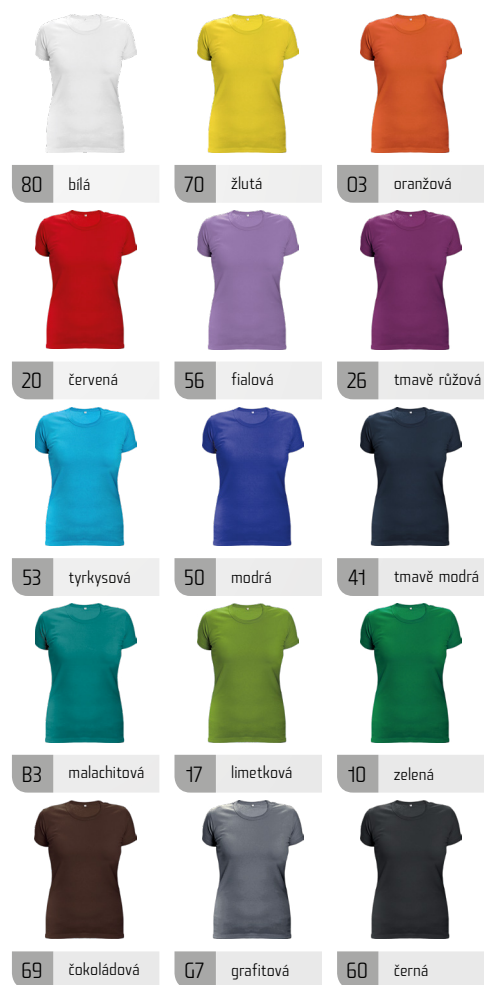 80 bílá
70 žlutá
03 oranžová
20 červená
56 fialová
26 tmavě růžová
53 tyrkysová
50 modrá
41 tmavě modrá
B3 malachitová
17 limetková
10 zelená
69 čokoládová
G7 grafitová
60 černá